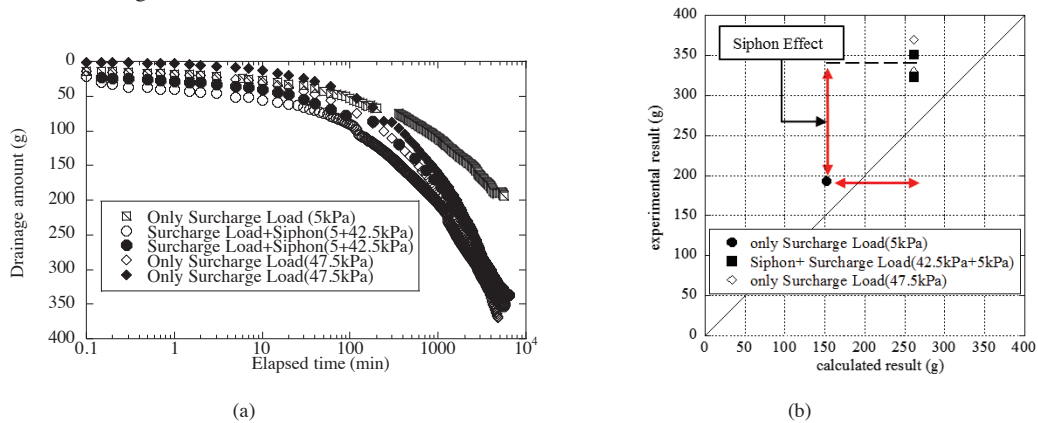 0
50
100
150
200
250
300
350
400
Drainage amount (g)
Only Surcharge Load (5kPa)
Surcharge Load+Siphon(5+42.5kPa)
Surcharge Load+Siphon(5+42.5kPa)
Only Surcharge Load(47.5kPa)
Only Surcharge Load(47.5kPa)
0.1 1 10 100 1000 10⁴
Elapsed time (min)
(a)
400
350
300
250
200
150
100
50
0
experimental result (g)
Siphon Effect
only Surcharge Load(5kPa)
Siphon+ Surcharge Load(42.5kPa+5kPa)
only Surcharge Load(47.5kPa)
0 50 100 150 200 250 300 350 400
calculated result (g)
(b)